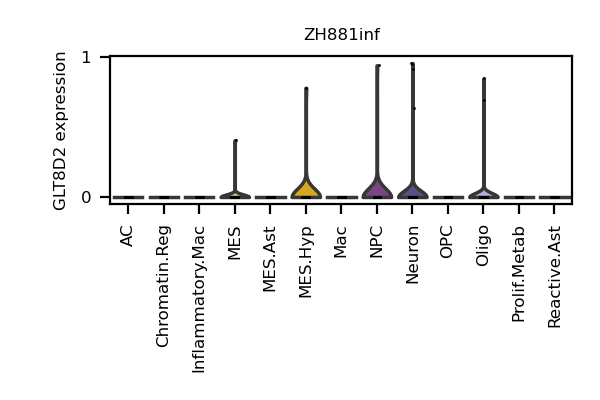 ZH881inf
GLT8D2 expression
1
0
AC
Chromatin.Reg
Inflammatory.Mac
MES
MES.Ast
MES.Hyp
Mac
NPC
Neuron
OPC
Oligo
Prolif.Metab
Reactive.Ast